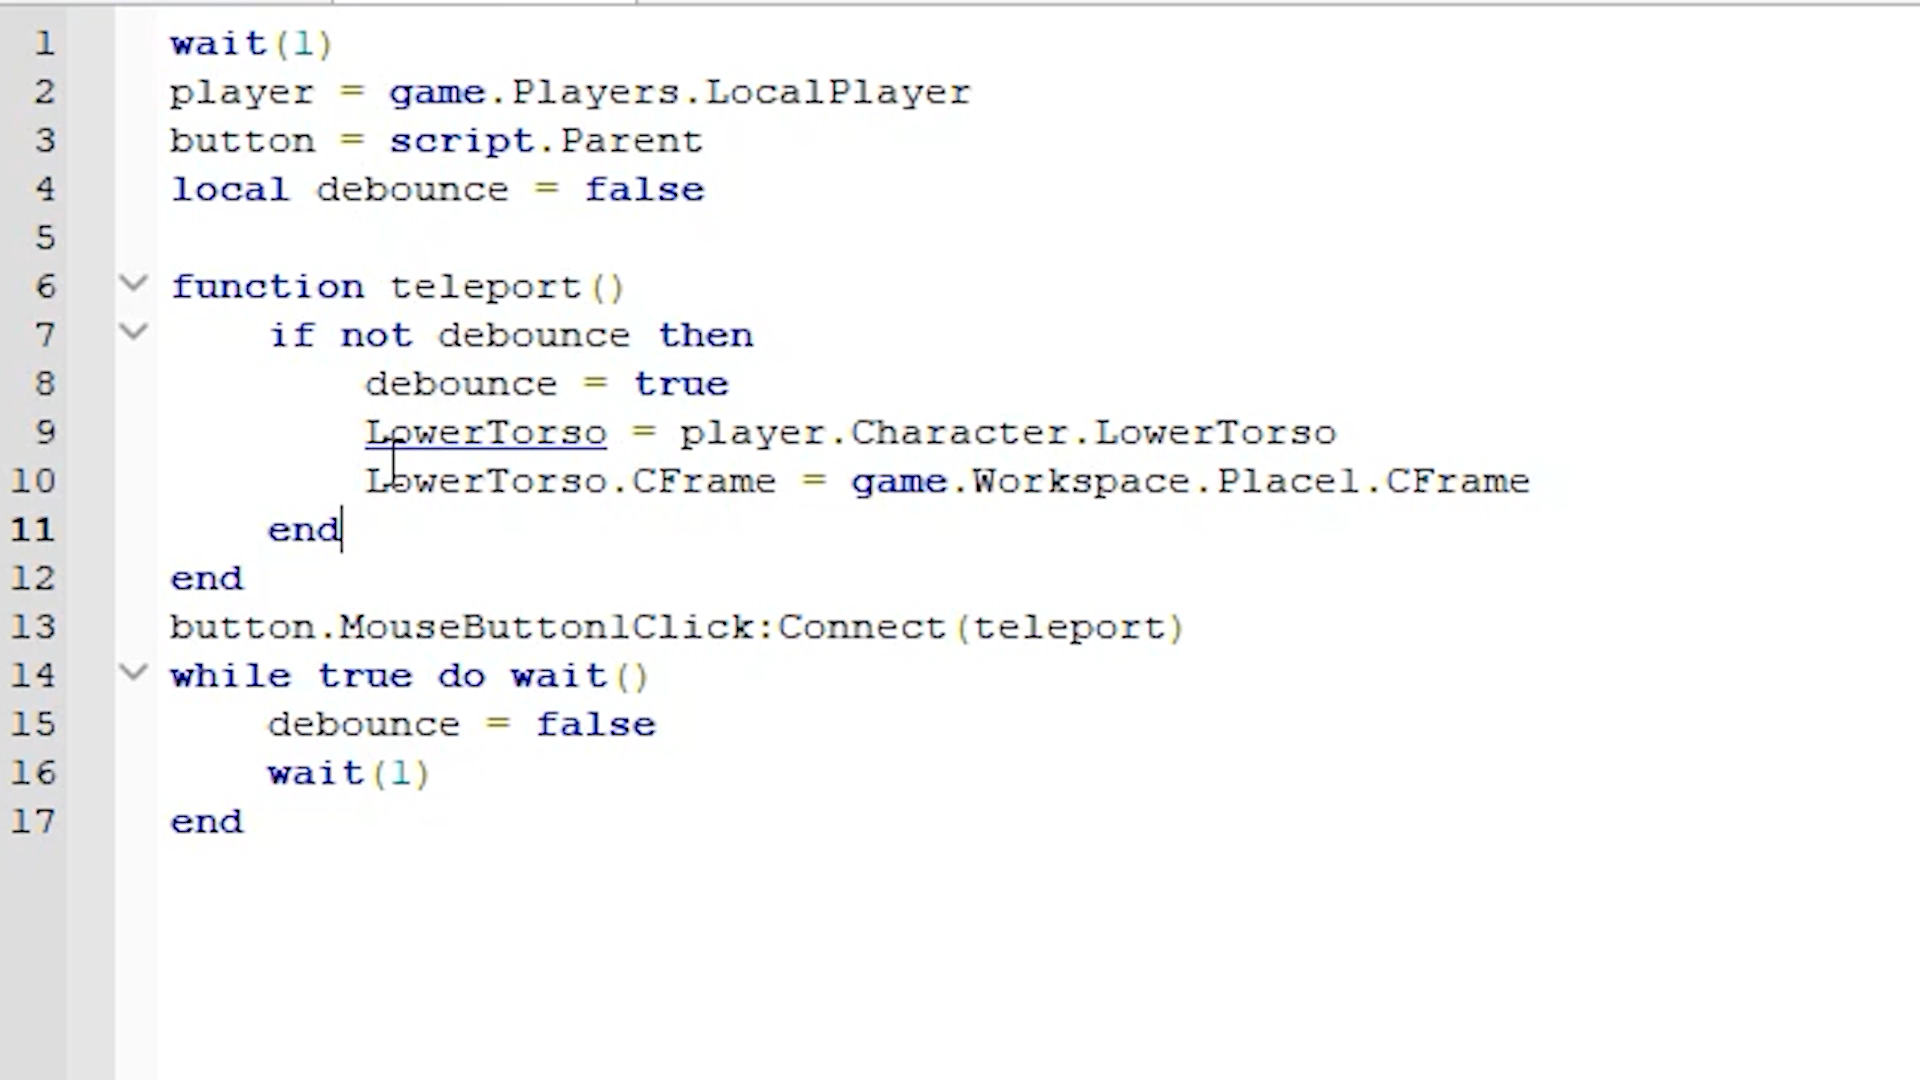 1 wait(1)
2 player = game.Players.LocalPlayer
3 button = script.Parent
4 local debounce = false
5
6 function teleport()
7 if not debounce then
8 debounce = true
9 LowerTorso = player.Character.LowerTorso
10 LowerTorso.CFrame = game.Workspace.Place1.CFrame
11 end
12 end
13 button.MouseButton1Click:Connect(teleport)
14 while true do wait()
15 debounce = false
16 wait(1)
17 end